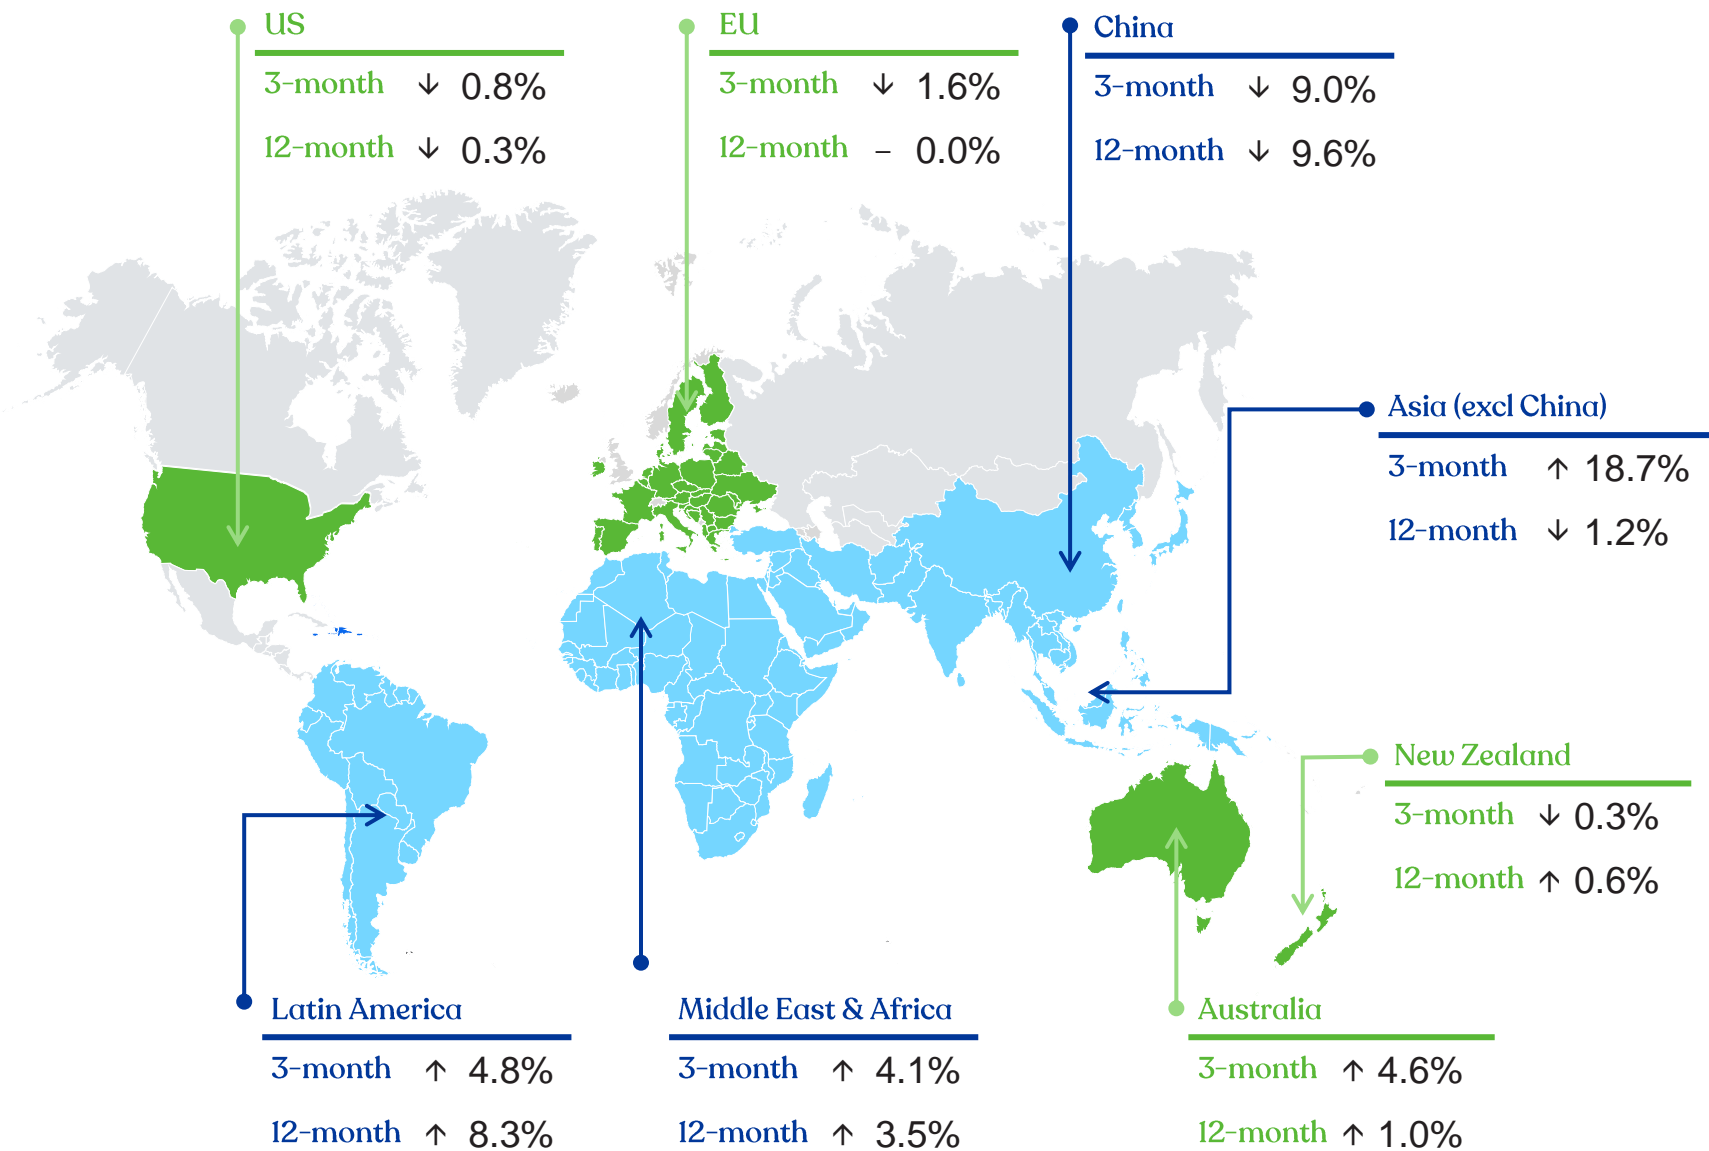 US
3-month ↓ 0.8%
12-month ↓ 0.3%
EU
3-month ↓ 1.6%
12-month – 0.0%
China
3-month ↓ 9.0%
12-month ↓ 9.6%
Asia (excl China)
3-month ↑ 18.7%
12-month ↓ 1.2%
New Zealand
3-month ↓ 0.3%
12-month ↑ 0.6%
Latin America
3-month ↑ 4.8%
12-month ↑ 8.3%
Middle East & Africa
3-month ↑ 4.1%
12-month ↑ 3.5%
Australia
3-month ↑ 4.6%
12-month ↑ 1.0%